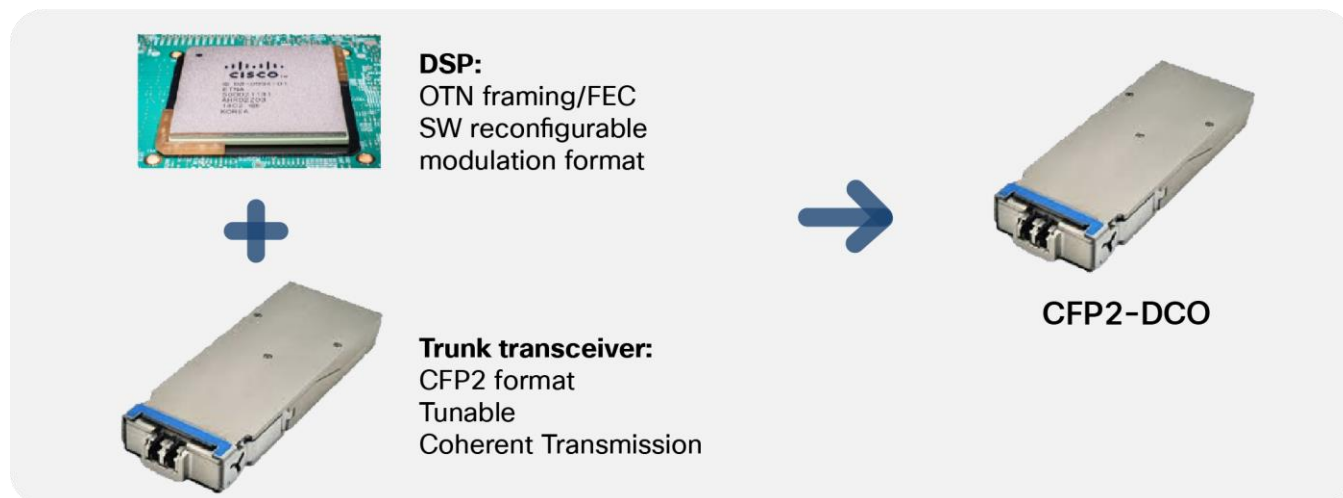 CISCO
DSP:
OTN framing/FEC
SW reconfigurable
modulation format
Trunk transceiver:
CFP2 format
Tunable
Coherent Transmission
CFP2-DCO